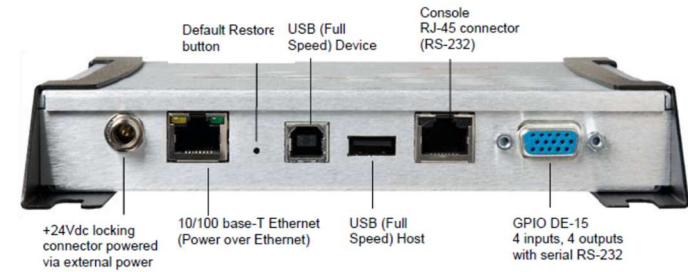 Default Restore
button
USB (Full
Speed) Device
Console
RJ-45 connector
(RS-232)
+24Vdc locking
connector powered
via external power
10/100 base-T Ethernet
(Power over Ethernet)
USB (Full
Speed) Host
GPIO DE-15
4 inputs, 4 outputs
with serial RS-232